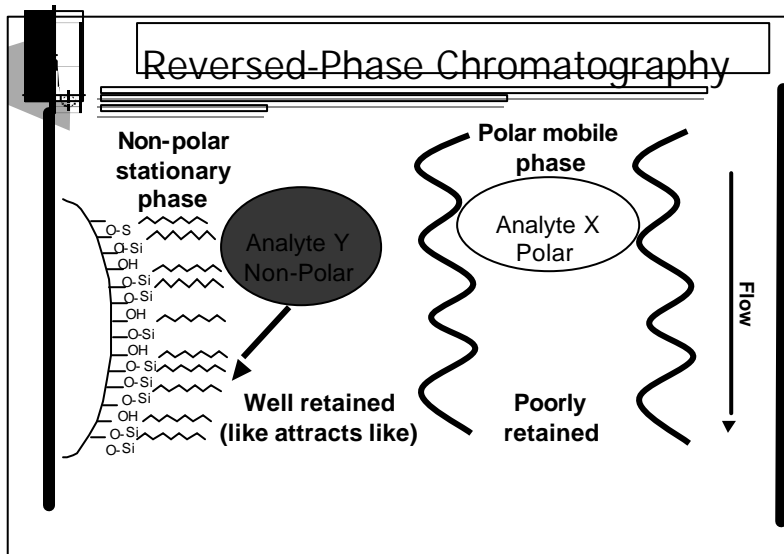 Reversed-Phase Chromatography
Non-polar
stationary
phase
Polar mobile
phase
Analyte Y
Non-Polar
Analyte X
Polar
Flow
O-S
O-Si
OH
O-Si
O-Si
OH
O-Si
OH
O-Si
O-Si
O-Si
OH
O-Si
O-Si
Well retained
(like attracts like)
Poorly
retained